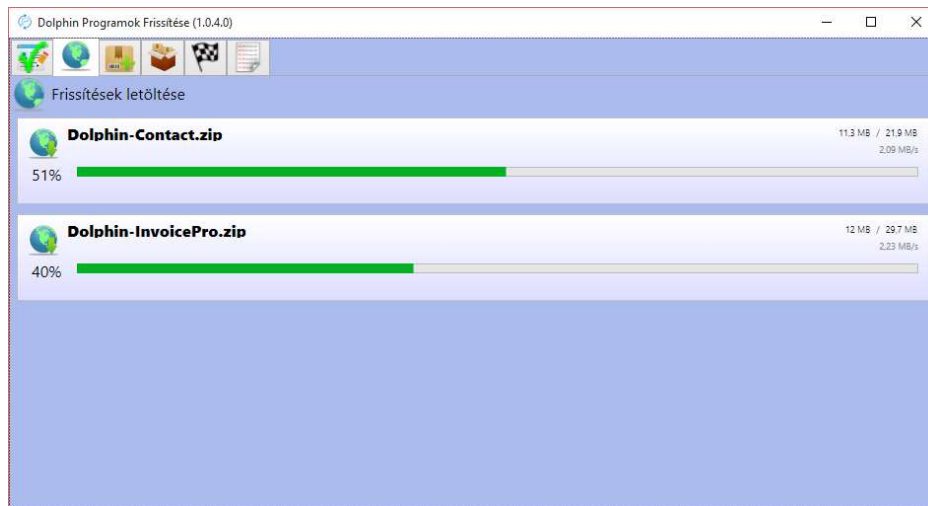 Dolphin Programok Frissítése (1.0.4.0)
Frissítések letöltése
Dolphin-Contact.zip
11.3 MB / 21,9 MB
2,09 MB/s
51%
Dolphin-InvoicePro.zip
12 MB / 29,7 MB
2,23 MB/s
40%